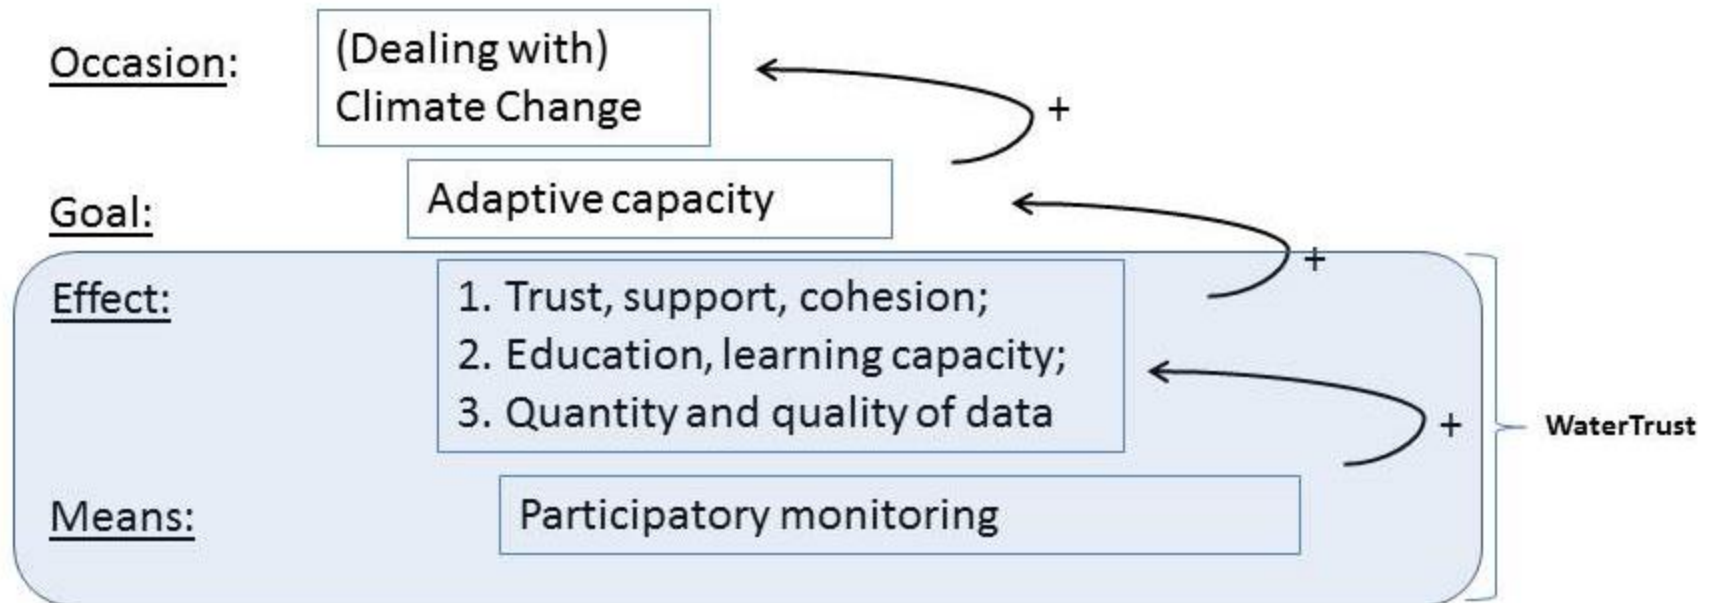 Occasion:
(Dealing with)
Climate Change
+
Goal:
Adaptive capacity
+
Effect:
1. Trust, support, cohesion;
2. Education, learning capacity;
3. Quantity and quality of data
+
WaterTrust
Means:
Participatory monitoring